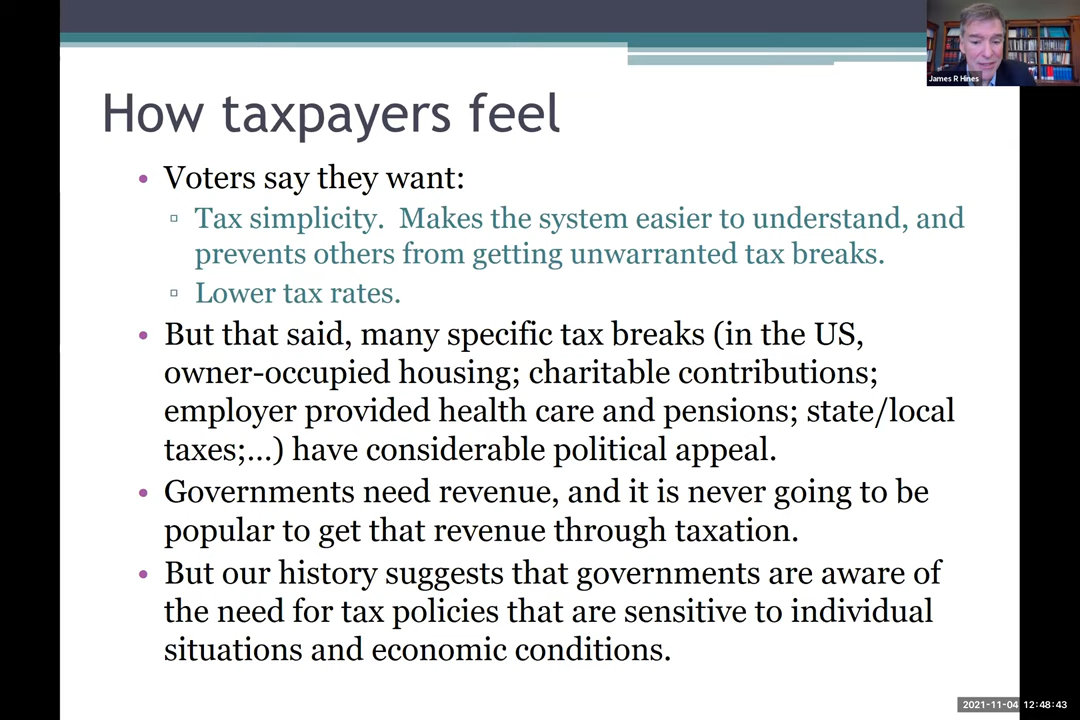 James R Hines
How taxpayers feel
• Voters say they want:
▫ Tax simplicity.  Makes the system easier to understand, and
prevents others from getting unwarranted tax breaks.
▫ Lower tax rates.
• But that said, many specific tax breaks (in the US,
owner-occupied housing; charitable contributions;
employer provided health care and pensions; state/local
taxes;...) have considerable political appeal.
• Governments need revenue, and it is never going to be
popular to get that revenue through taxation.
• But our history suggests that governments are aware of
the need for tax policies that are sensitive to individual
situations and economic conditions.
2021-11-04 12:48:43